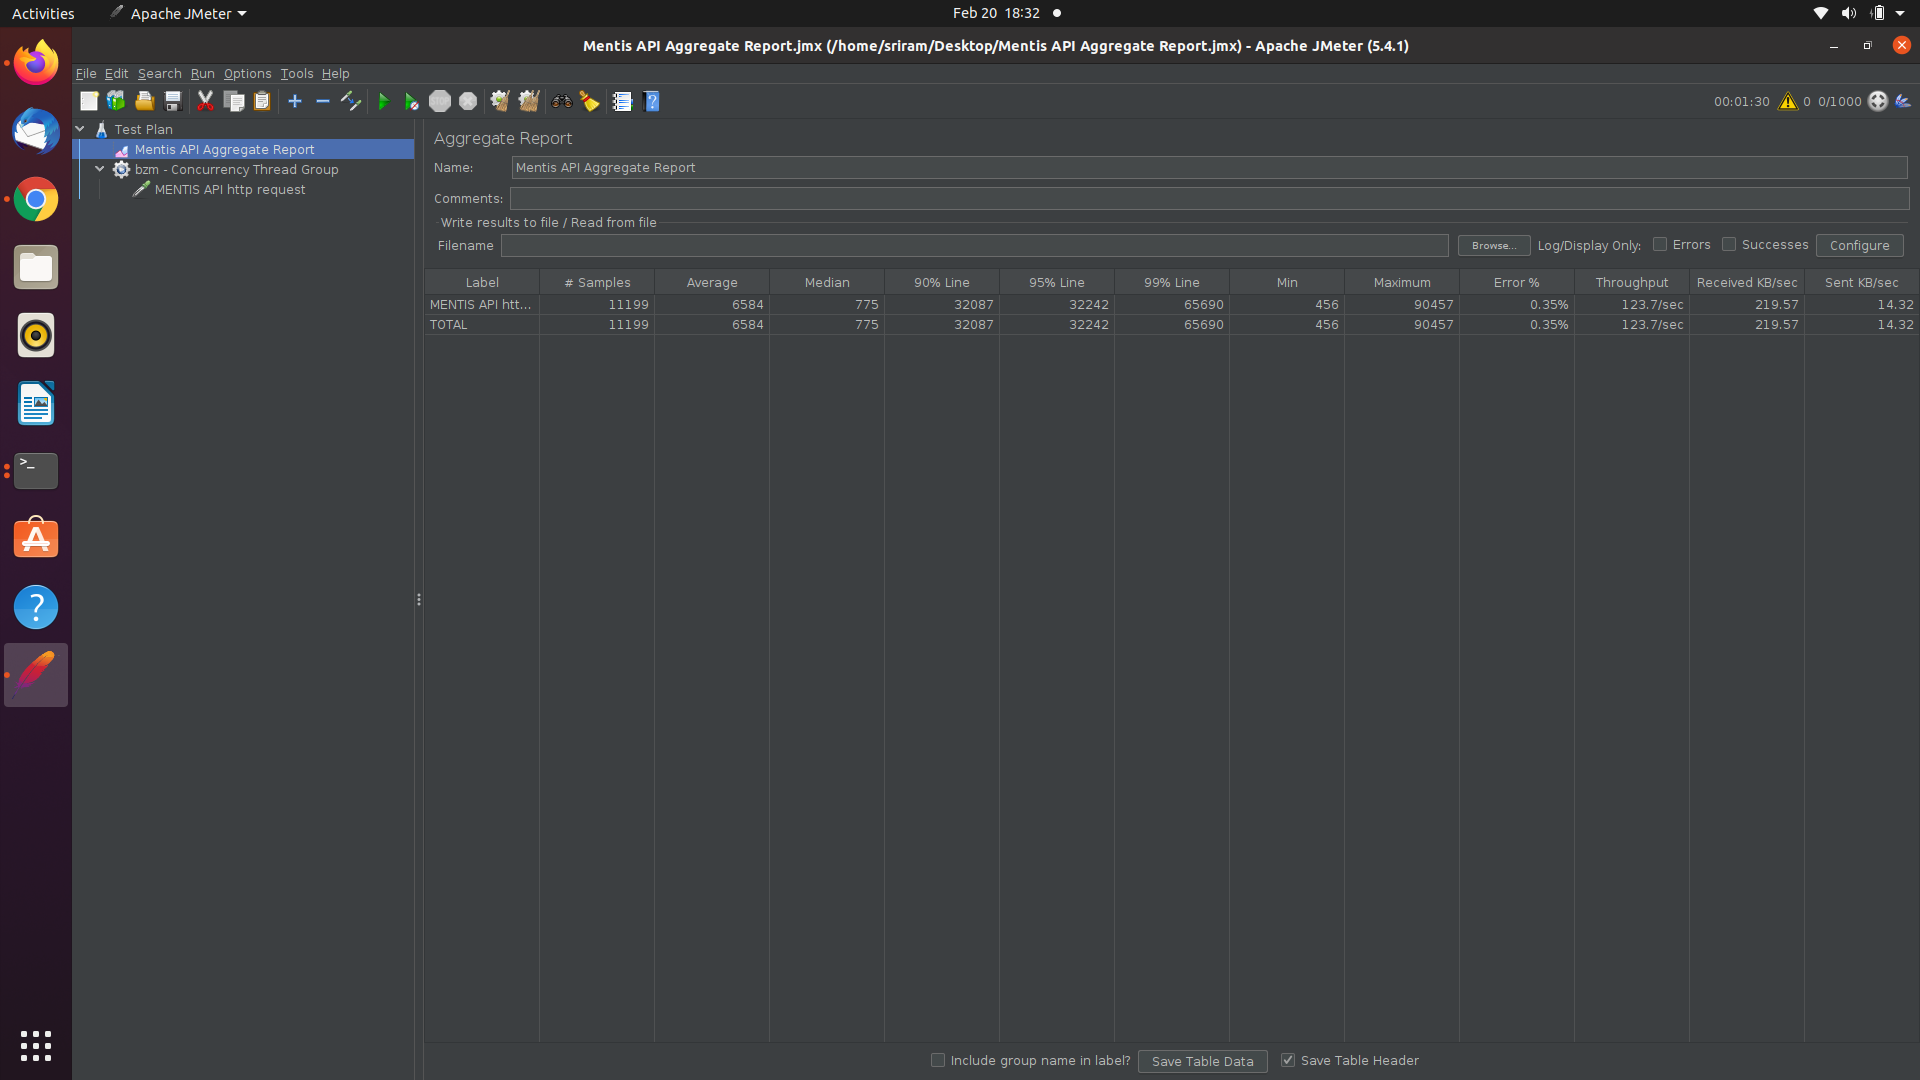 Activities Apache JMeter Feb 20 18:32
Mentis API Aggregate Report.jmx (/home/sriram/Desktop/Mentis API Aggregate Report.jmx) - Apache JMeter (5.4.1)
File Edit Search Run Options Tools Help
00:01:30 0 0/1000
Test Plan
Mentis API Aggregate Report
bzm - Concurrency Thread Group
MENTIS API http request
Aggregate Report
Name: Mentis API Aggregate Report
Comments:
Write results to file / Read from file
Filename Browse... Log/Display Only: Errors Successes Configure
Label # Samples Average Median 90% Line 95% Line 99% Line Min Maximum Error % Throughput Received KB/sec Sent KB/sec
MENTIS API htt... 11199 6584 775 32087 32242 65690 456 90457 0.35% 123.7/sec 219.57 14.32
TOTAL 11199 6584 775 32087 32242 65690 456 90457 0.35% 123.7/sec 219.57 14.32
Include group name in label? Save Table Data Save Table Header